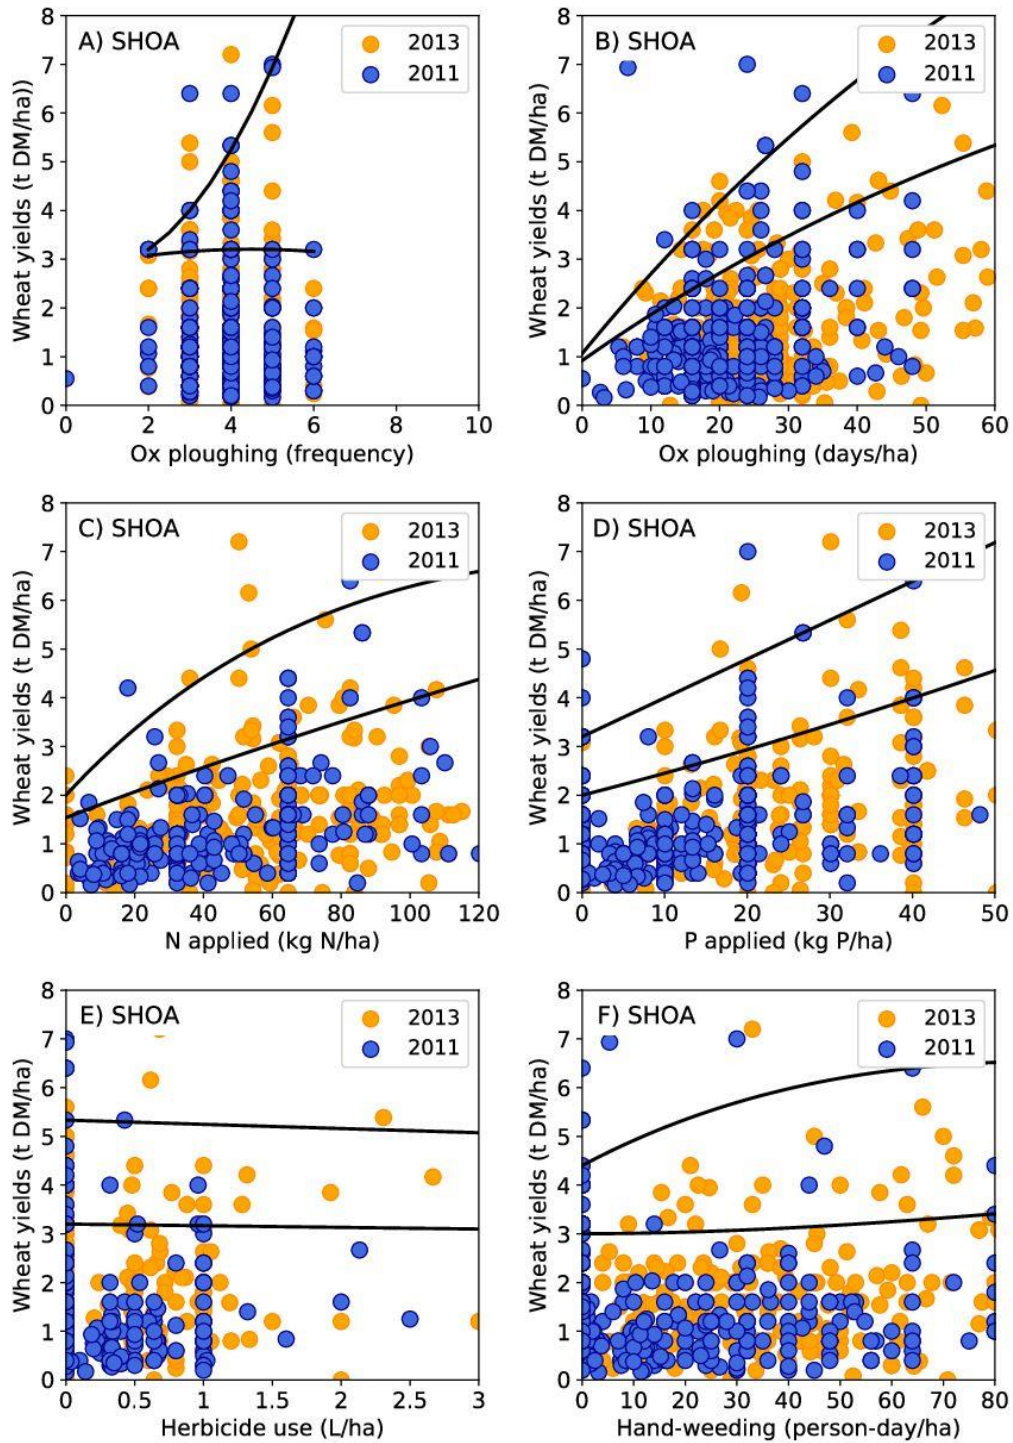 A) SHOA
2013
2011
Wheat yields (t DM/ha))
8
7
6
5
4
3
2
1
0
0 2 4 6 8 10
Ox ploughing (frequency)
B) SHOA
2013
2011
Wheat yields (t DM/ha)
8
7
6
5
4
3
2
1
0
0 10 20 30 40 50 60
Ox ploughing (days/ha)
C) SHOA
2013
2011
Wheat yields (t DM/ha)
8
7
6
5
4
3
2
1
0
0 20 40 60 80 100 120
N applied (kg N/ha)
D) SHOA
2013
2011
Wheat yields (t DM/ha)
8
7
6
5
4
3
2
1
0
0 10 20 30 40 50
P applied (kg P/ha)
E) SHOA
2013
2011
Wheat yields (t DM/ha)
8
7
6
5
4
3
2
1
0
0 0.5 1 1.5 2 2.5 3
Herbicide use (L/ha)
F) SHOA
2013
2011
Wheat yields (t DM/ha)
8
7
6
5
4
3
2
1
0
0 10 20 30 40 50 60 70 80
Hand-weeding (person-day/ha)